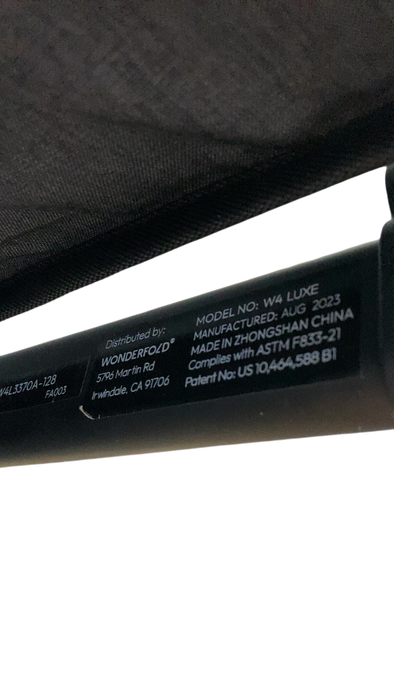 W4L3370A-128
FA003
Distributed by:
WONDERFOLD®
5796 Martin Rd
Irwindale, CA 91706
MODEL NO: W4 LUXE
MANUFACTURED: AUG 2023
MADE IN ZHONGSHAN CHINA
Complies with ASTM F833-21
Patent No: US 10,464,588 B1